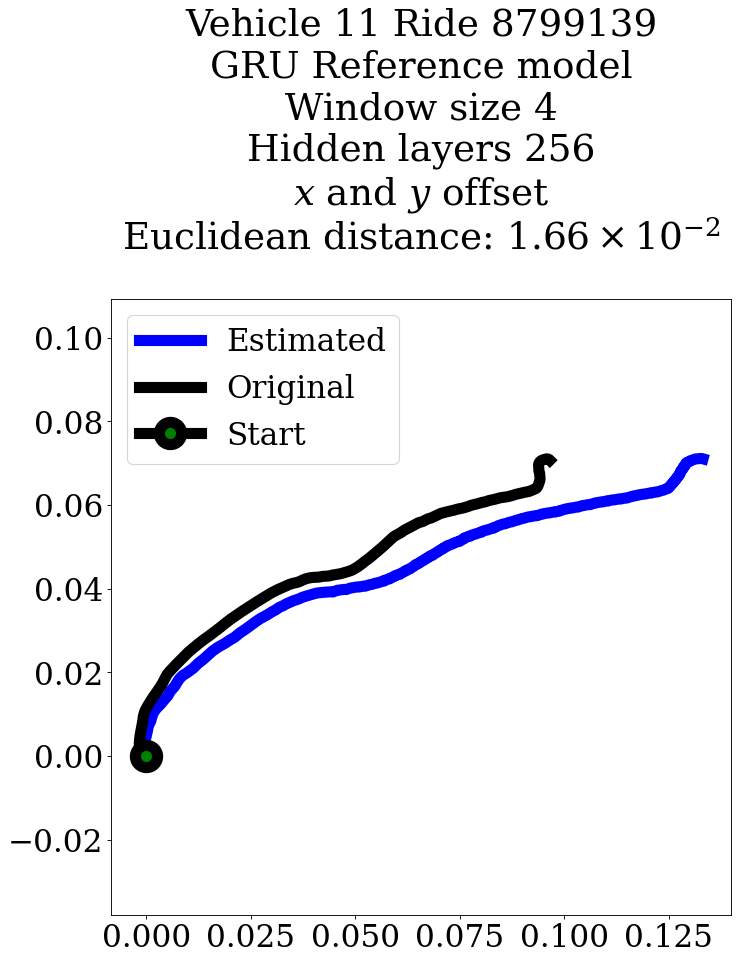 Vehicle 11 Ride 8799139
GRU Reference model
Window size 4
Hidden layers 256
x and y offset
Euclidean distance: 1.66 × 10⁻²
Estimated
Original
Start
0.10
0.08
0.06
0.04
0.02
0.00
−0.02
0.000 0.025 0.050 0.075 0.100 0.125